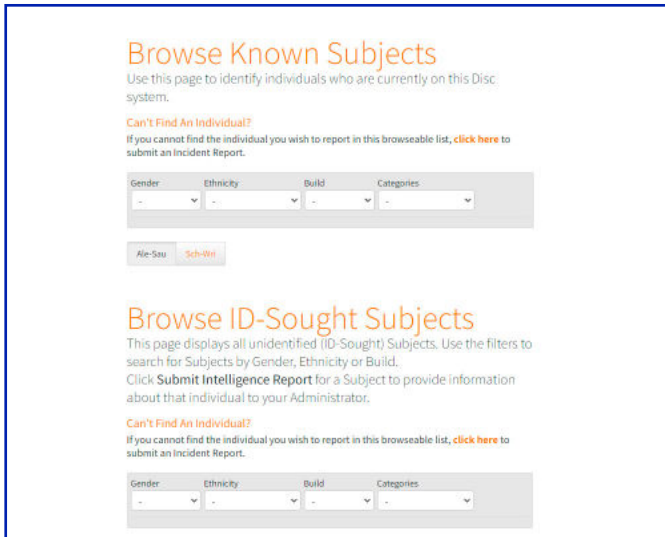 Browse Known Subjects
Use this page to identify individuals who are currently on this Disc
system.
Can't Find An Individual?
If you cannot find the individual you wish to report in this browseable list, click here to
submit an Incident Report.
Gender Ethnicity Build Categories
- - - -
Ale-Sau Sch-Wri
Browse ID-Sought Subjects
This page displays all unidentified (ID-Sought) Subjects. Use the filters to
search for Subjects by Gender, Ethnicity or Build.
Click Submit Intelligence Report for a Subject to provide information
about that individual to your Administrator.
Can't Find An Individual?
If you cannot find the individual you wish to report in this browseable list, click here to
submit an Incident Report.
Gender Ethnicity Build Categories
- - - -